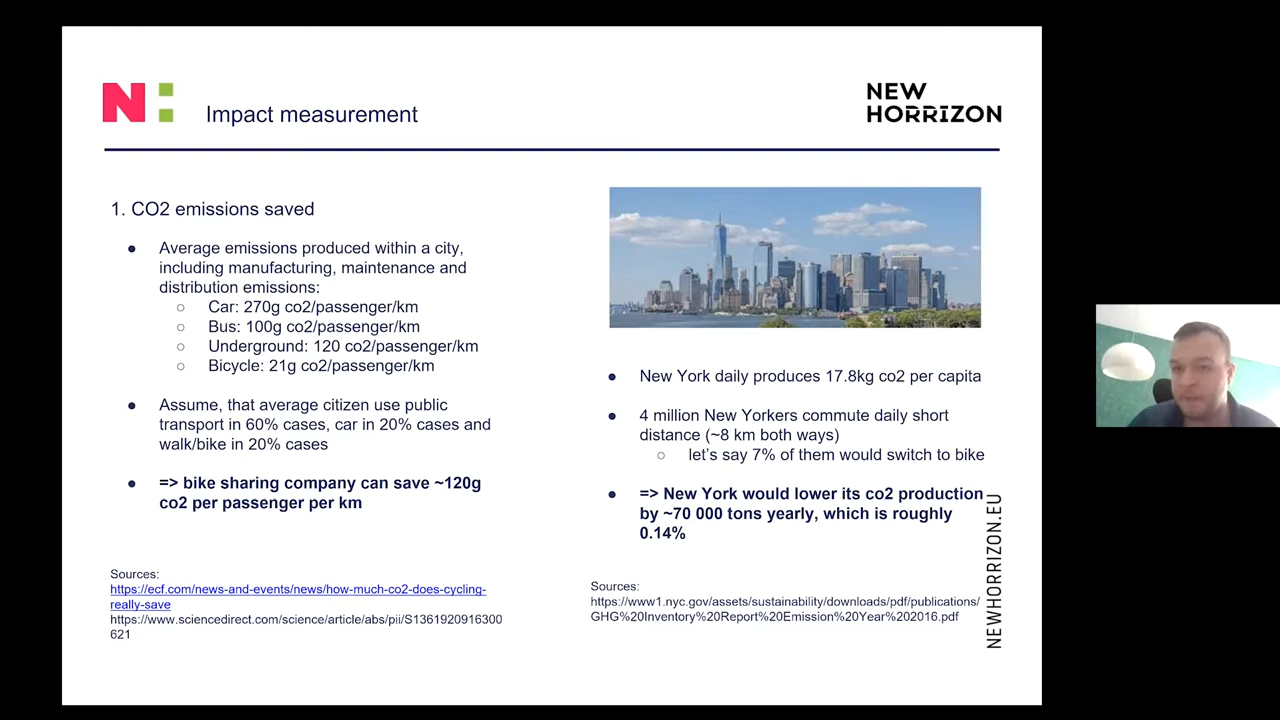 N:
Impact measurement
NEW
HORRIZON
1. CO2 emissions saved
● Average emissions produced within a city,
including manufacturing, maintenance and
distribution emissions:
○ Car: 270g co2/passenger/km
○ Bus: 100g co2/passenger/km
○ Underground: 120 co2/passenger/km
○ Bicycle: 21g co2/passenger/km
● Assume, that average citizen use public
transport in 60% cases, car in 20% cases and
walk/bike in 20% cases
● => bike sharing company can save ~120g
co2 per passenger per km
Sources:
https://ecf.com/news-and-events/news/how-much-co2-does-cycling-
really-save
https://www.sciencedirect.com/science/article/abs/pii/S1361920916300
621
● New York daily produces 17.8kg co2 per capita
● 4 million New Yorkers commute daily short
distance (~8 km both ways)
○ let's say 7% of them would switch to bike
● => New York would lower its co2 production
by ~70 000 tons yearly, which is roughly
0.14%
Sources:
https://www1.nyc.gov/assets/sustainability/downloads/pdf/publications/
GHG%20Inventory%20Report%20Emission%20Year%202016.pdf
NEWHORRIZON.EU